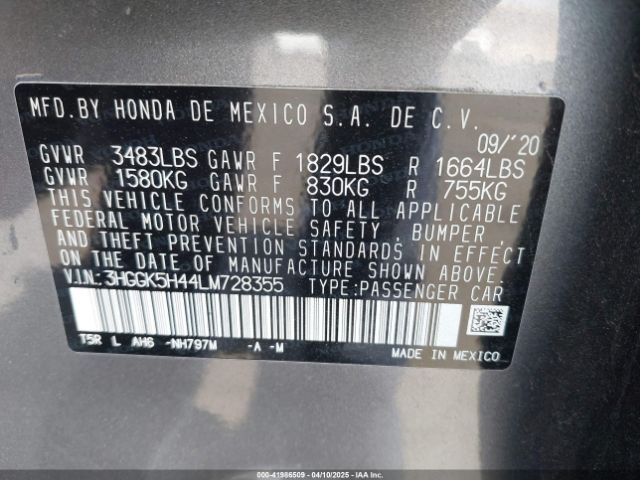 MFD.BY HONDA DE MEXICO S.A. DE C.V.
09/'20
GVWR 3483LBS GAWR F 1829LBS R 1664LBS
GVWR 1580KG GAWR F 830KG R 755KG
THIS VEHICLE CONFORMS TO ALL APPLICABLE
FEDERAL MOTOR VEHICLE SAFETY, BUMPER,
AND THEFT PREVENTION STANDARDS IN EFFECT
ON THE DATE OF MANUFACTURE SHOWN ABOVE.
V.I.N:3HGGK5H44LM728355 TYPE:PASSENGER CAR
T5R L AH6 -NH797M -A -M
MADE IN MEXICO
000-41986509 - 04/10/2025 - IAA Inc.